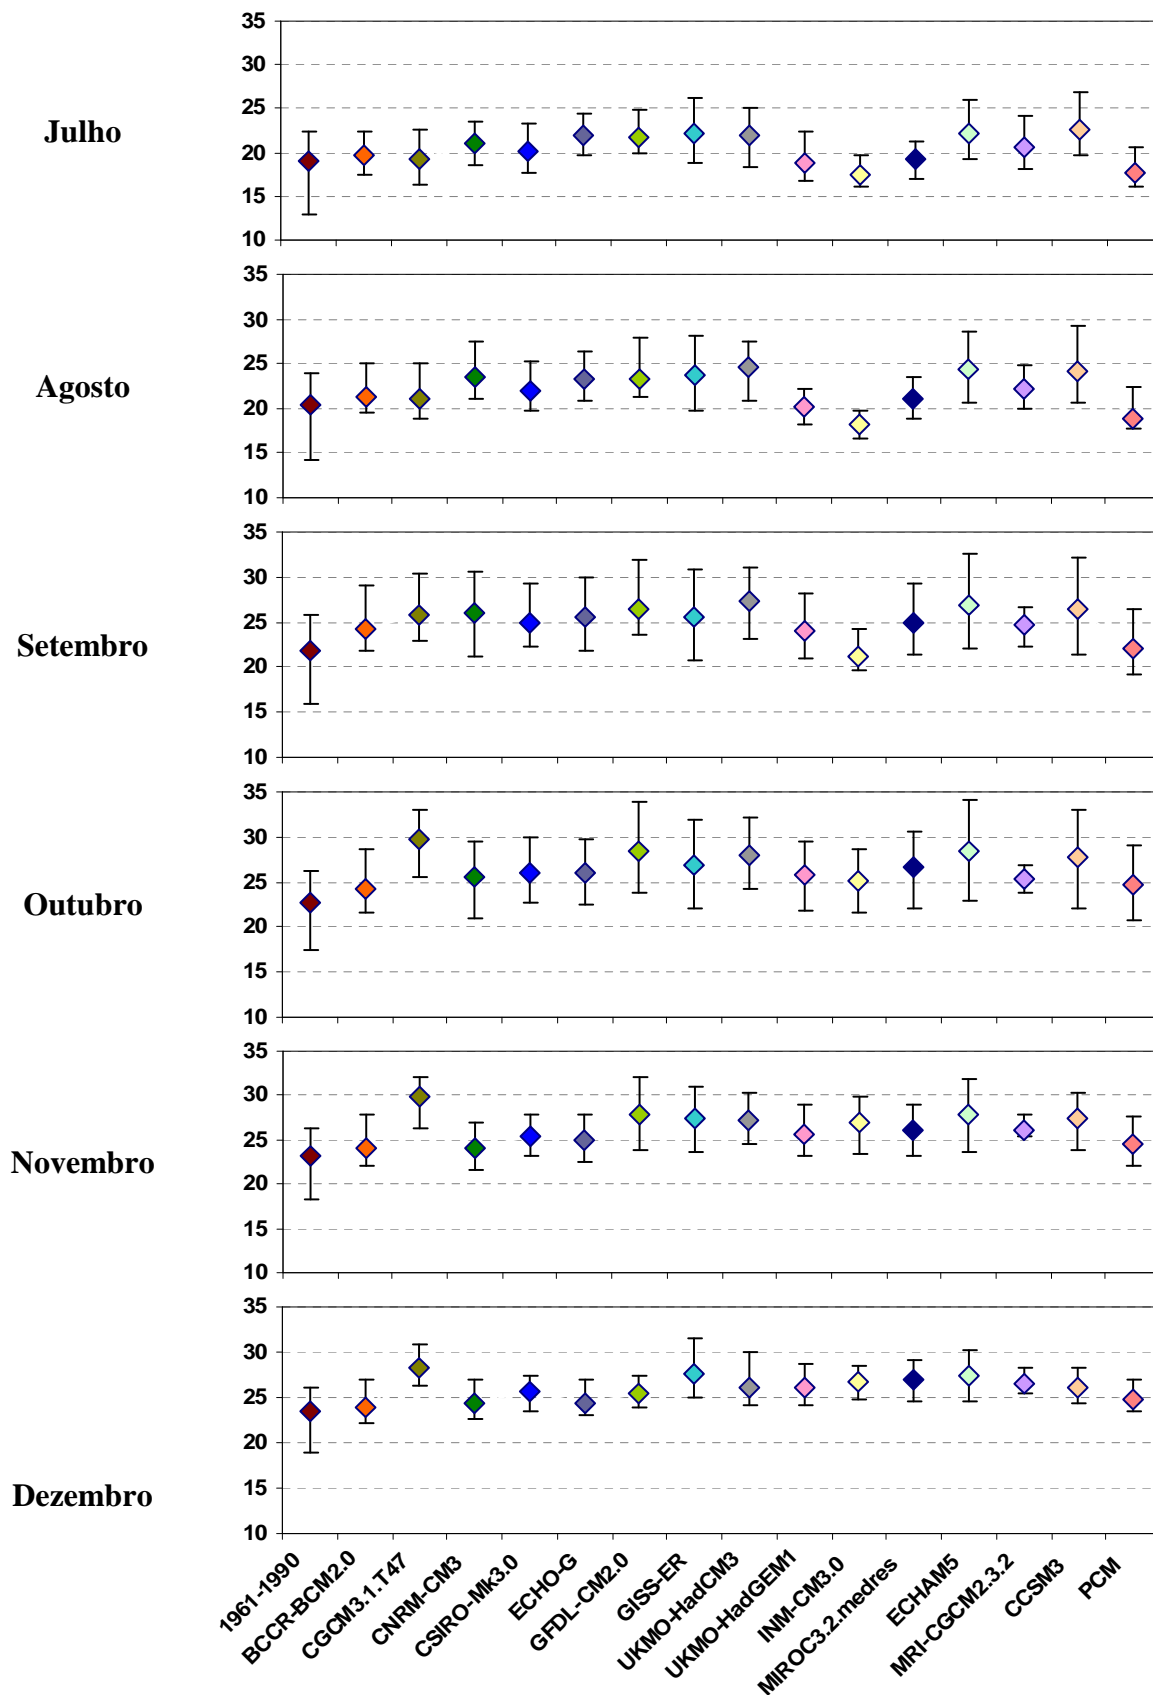 Julho
35
30
25
20
15
10
Agosto
35
30
25
20
15
10
Setembro
35
30
25
20
15
10
Outubro
35
30
25
20
15
10
Novembro
35
30
25
20
15
10
Dezembro
35
30
25
20
15
10
1961-1990
BCCR-BCM2.0
CGCM3.1.T47
CNRM-CM3
CSIRO-Mk3.0
ECHO-G
GFDL-CM2.0
GISS-ER
UKMO-HadCM3
UKMO-HadGEM1
INM-CM3.0
MIROC3.2.medres
ECHAM5
MRI-CGCM2.3.2
CCSM3
PCM